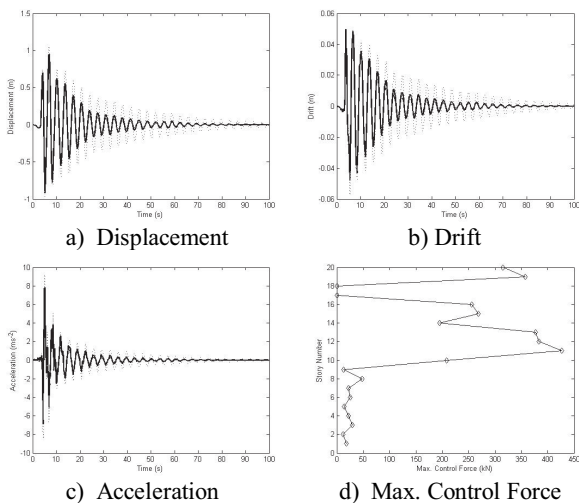 1.5
1
0.5
0
-0.5
-1
Displacement (m)
0 10 20 30 40 50 60 70 80 90 100
Time (s)
a) Displacement
0.06
0.04
0.02
0
-0.02
-0.04
-0.06
Drift (m)
0 10 20 30 40 50 60 70 80 90 100
Time (s)
b) Drift
10
8
6
4
2
0
-2
-4
-6
-8
-10
Acceleration (ms-2)
0 10 20 30 40 50 60 70 80 90 100
Time (s)
c) Acceleration
20
18
16
14
12
10
8
6
4
2
0
Story Number
0 50 100 150 200 250 300 350 400 450
Max. Control Force (kN)
d) Max. Control Force